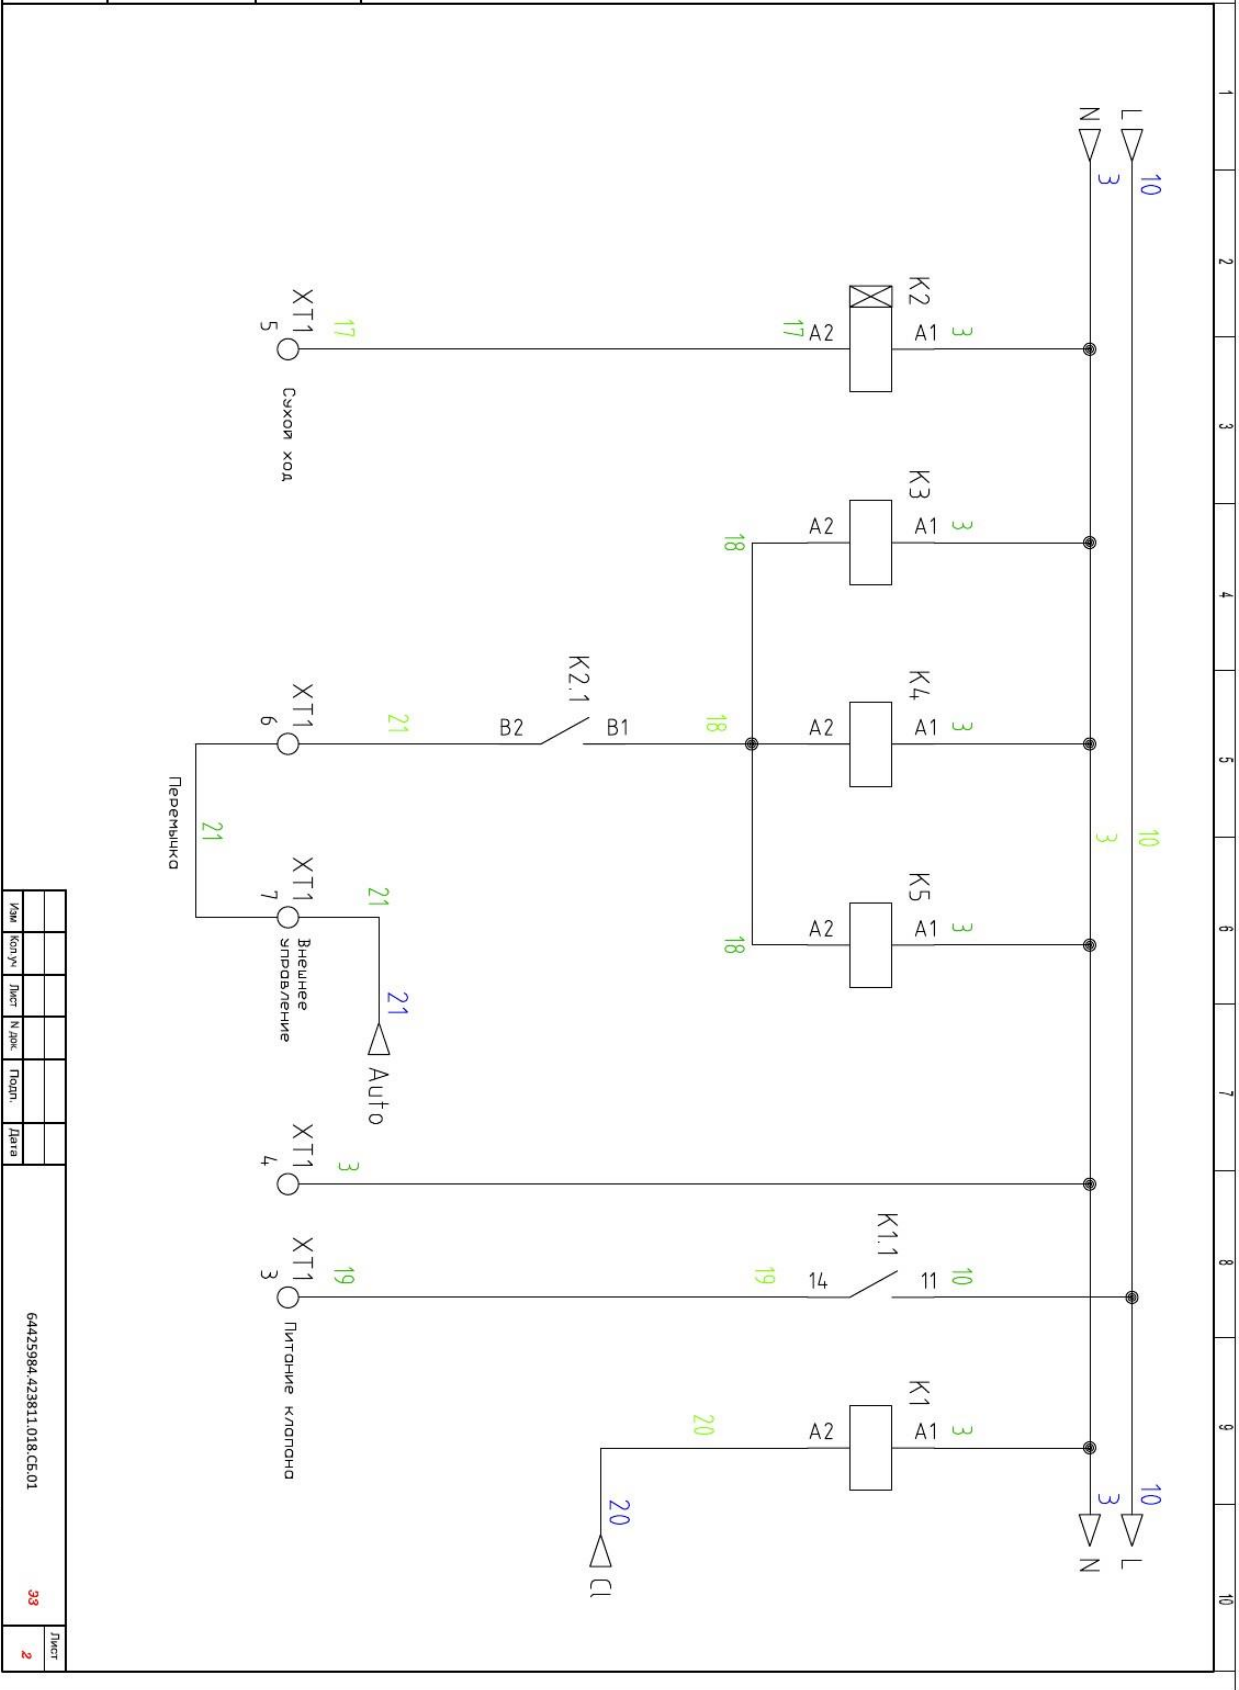 1
2
3
4
5
6
7
8
9
10
L
10
10
10
L
N
3
3
3
N
K2
A1
3
A2
17
17
XT1
5
Сухой ход
K3
A1
3
A2
18
K4
A1
3
A2
18
K5
A1
3
A2
18
K2.1
B1
B2
21
XT1
6
21
Перемычка
XT1
7
Внешнее
управление
21
21
Auto
XT1
4
3
K1.1
11
10
14
19
19
XT1
3
Питание клапана
K1
A1
3
A2
20
20
Cl
Изм
Кол.уч
Лист
N док.
Подп.
Дата
64425984.423811.018.СБ.01
ЭЗ
Лист
2